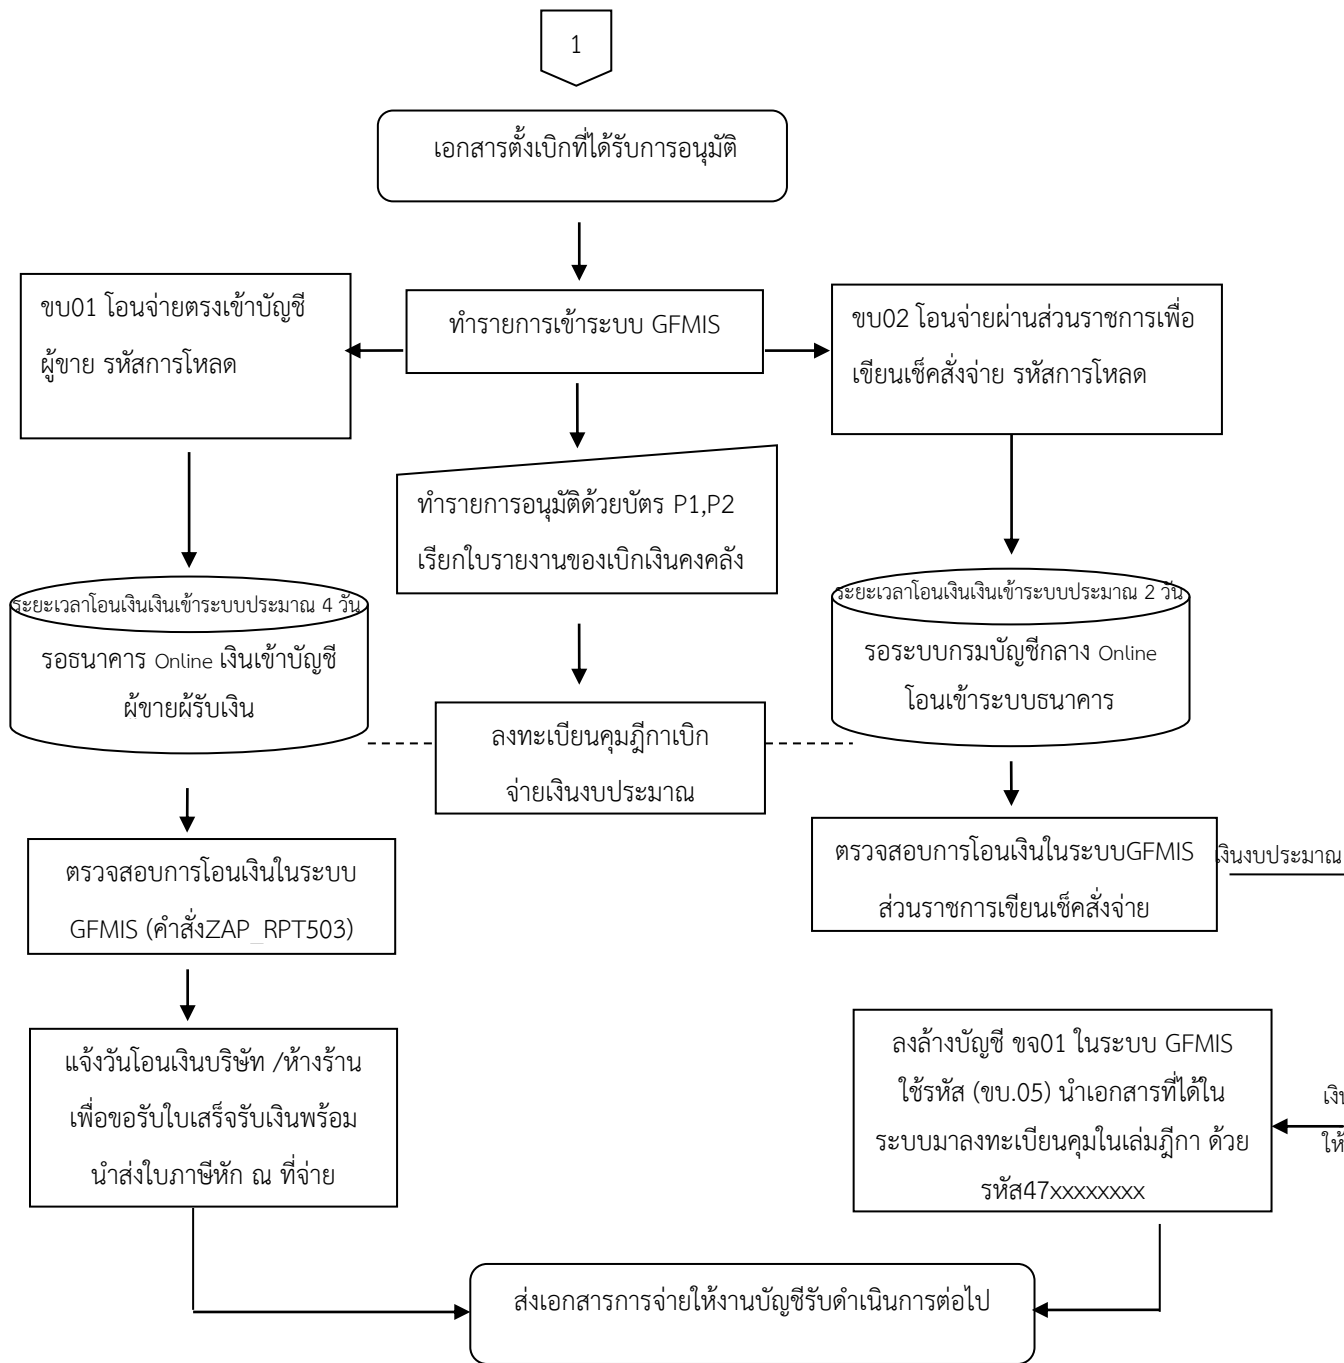 1
เอกสารตั้งเบิกที่ได้รับการอนุมัติ
ขบ01 โอนจ่ายตรงเข้าบัญชี
ผู้ขาย รหัสการโหลด
ทำรายการเข้าระบบ GFMIS
ขบ02 โอนจ่ายผ่านส่วนราชการเพื่อ
เขียนเช็คสั่งจ่าย รหัสการโหลด
ทำรายการอนุมัติด้วยบัตร P1,P2
เรียกใบรายงานของเบิกเงินคงคลัง
ระยะเวลาโอนเงินเงินเข้าระบบประมาณ 4 วัน
รอธนาคาร Online เงินเข้าบัญชี
ผู้ขายผู้รับเงิน
ระยะเวลาโอนเงินเงินเข้าระบบประมาณ 2 วัน
รอระบบกรมบัญชีกลาง Online
โอนเข้าระบบธนาคาร
ลงทะเบียนคุมฎีกาเบิก
จ่ายเงินงบประมาณ
ตรวจสอบการโอนเงินในระบบ
GFMIS (คำสั่งZAP_RPT503)
ตรวจสอบการโอนเงินในระบบGFMIS
ส่วนราชการเขียนเช็คสั่งจ่าย
เงินงบประมาณ
แจ้งวันโอนเงินบริษัท /ห้างร้าน
เพื่อขอรับใบเสร็จรับเงินพร้อม
นำส่งใบภาษีหัก ณ ที่จ่าย
ลงล้างบัญชี ขจ01 ในระบบ GFMIS
ใช้รหัส (ขบ.05) นำเอกสารที่ได้ใน
ระบบมาลงทะเบียนคุมในเล่มฎีกา ด้วย
รหัส47xxxxxxxx
ให้
ส่งเอกสารการจ่ายให้งานบัญชีรับดำเนินการต่อไป